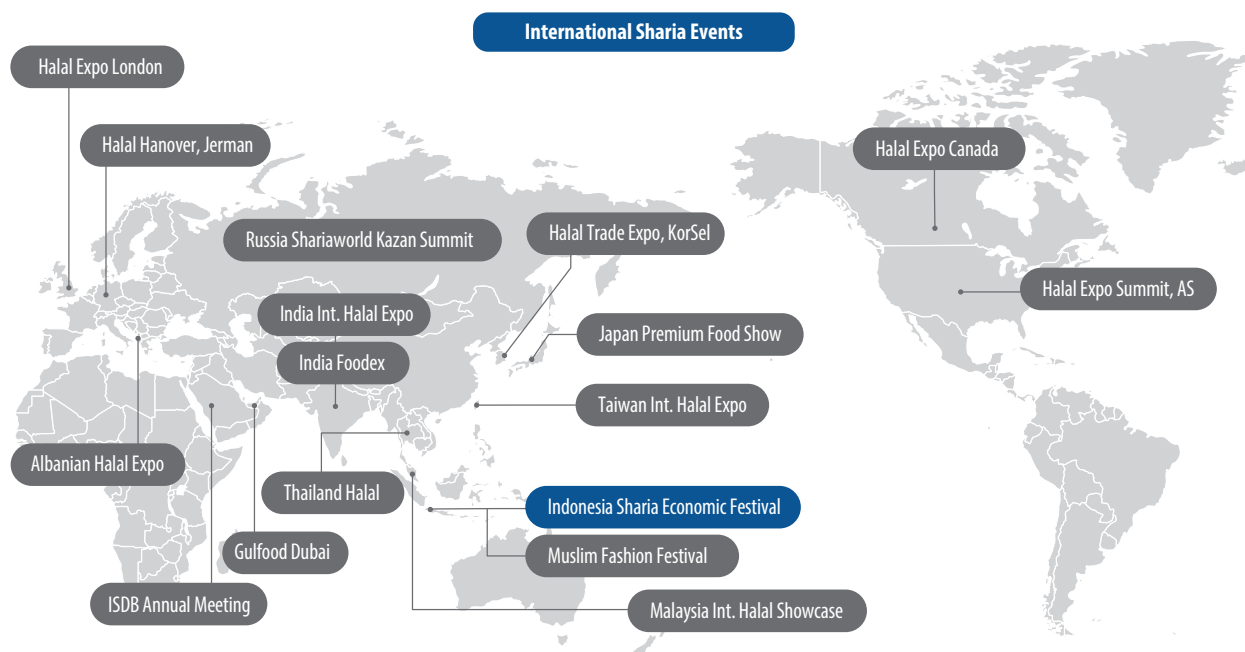 International Sharia Events
Halal Expo London
Halal Hanover, Jerman
Halal Expo Canada
Russia Shariaworld Kazan Summit
Halal Trade Expo, KorSel
Halal Expo Summit, AS
India Int. Halal Expo
Japan Premium Food Show
India Foodex
Taiwan Int. Halal Expo
Albanian Halal Expo
Thailand Halal
Indonesia Sharia Economic Festival
Gulfood Dubai
Muslim Fashion Festival
ISDB Annual Meeting
Malaysia Int. Halal Showcase